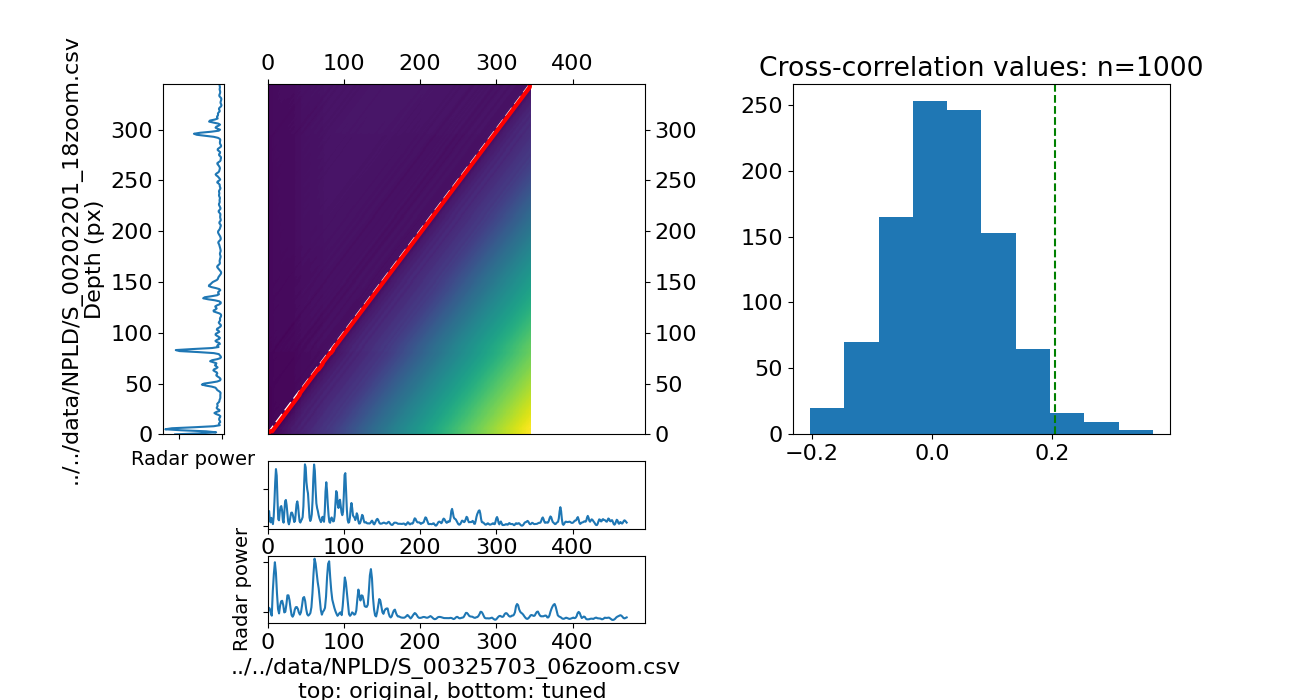 0 100 200 300 400
Cross-correlation values: n=1000
../../data/NPLD/S_00202201_18zoom.csv
Depth (px)
300
250
200
150
100
50
0
300
250
200
150
100
50
0
250
200
150
100
50
0
−0.2 0.0 0.2
Radar power
0 100 200 300 400
Radar power
0 100 200 300 400
../../data/NPLD/S_00325703_06zoom.csv
top: original, bottom: tuned